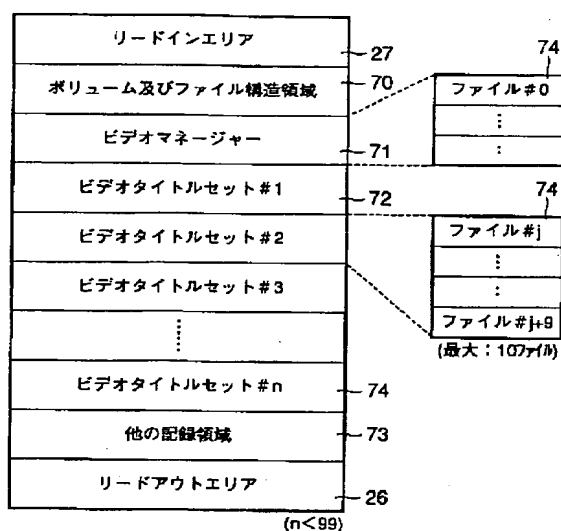 リードインエリア
27
ボリューム及びファイル構造領域
70
ビデオマネージャー
71
ビデオタイトルセット#1
72
ビデオタイトルセット#2
ビデオタイトルセット#3
ビデオタイトルセット#n
74
他の記録領域
73
リードアウトエリア
26
(n<99)
74
ファイル#0
74
ファイル#j
ファイル#j+9
(最大:10ファイル)